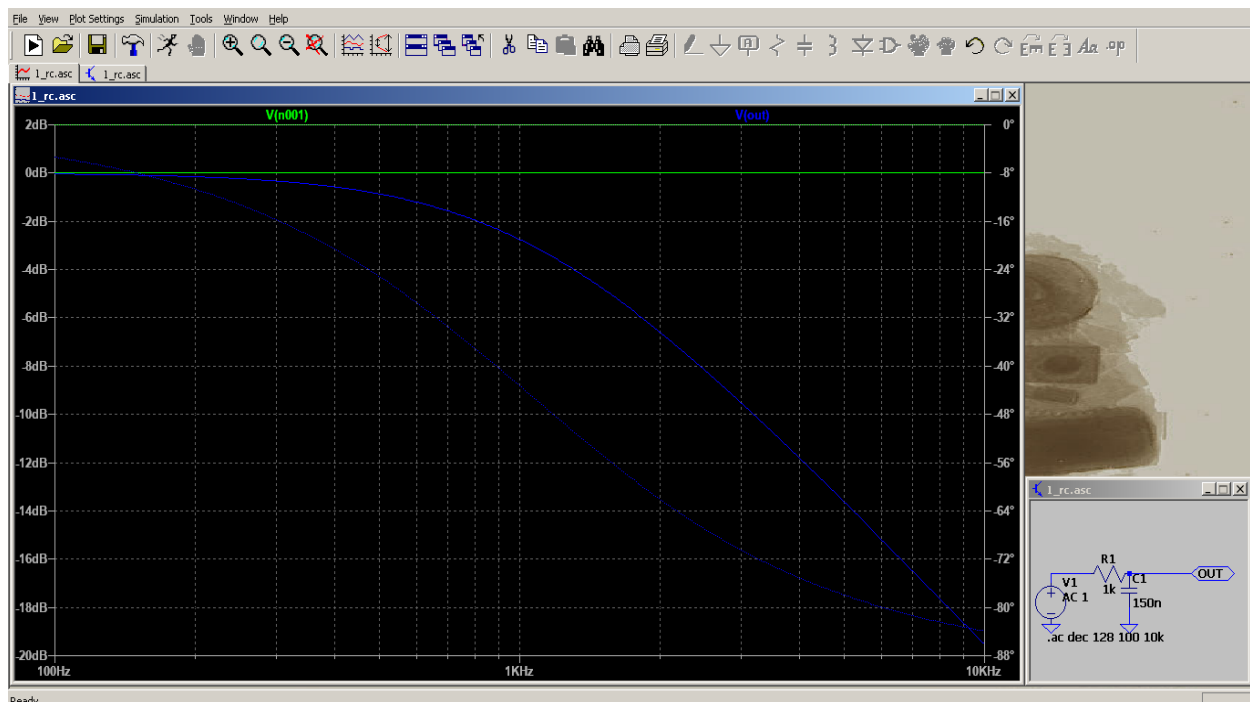 File View Plot Settings Simulation Tools Window Help
1_rc.asc 1_rc.asc
1_rc.asc
V(n001) V(out)
2dB 0°
0dB -8°
-2dB -16°
-4dB -24°
-6dB -32°
-8dB -40°
-10dB -48°
-12dB -56°
-14dB -64°
-16dB -72°
-18dB -80°
-20dB -88°
100Hz 1KHz 10KHz
1_rc.asc
R1
OUT
V1 C1
AC 1 1k
150n
.ac dec 128 100 10k
Ready